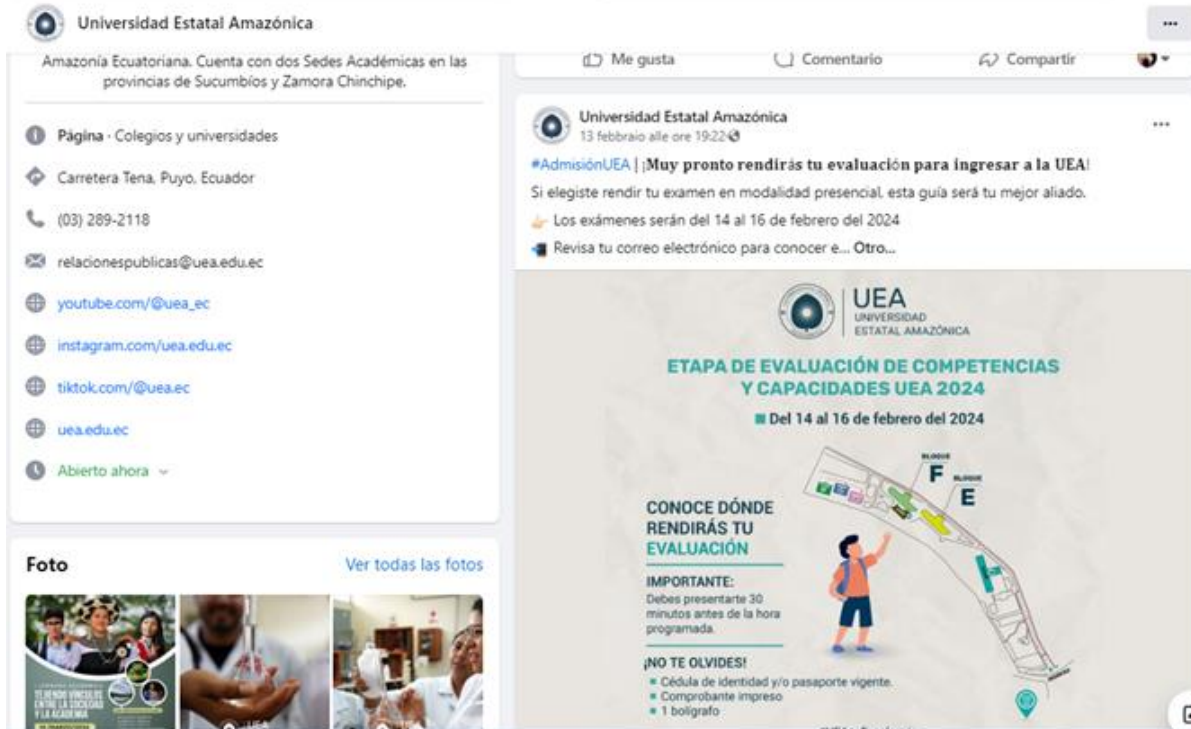 Universidad Estatal Amazónica
Amazonía Ecuatoriana. Cuenta con dos Sedes Académicas en las
provincias de Sucumbíos y Zamora Chinchipe.
Página · Colegios y universidades
Carretera Tena, Puyo, Ecuador
(03) 289-2118
relacionespublicas@uea.edu.ec
youtube.com/@uea_ec
instagram.com/uea.edu.ec
tiktok.com/@uea.ec
uea.edu.ec
Abierto ahora
Foto
Ver todas las fotos
TEJIENDO VÍNCULOS
ENTRE LA SOCIEDAD
Y LA ACADEMIA
UEA
Me gusta
Comentario
Compartir
Universidad Estatal Amazónica
13 febbraio alle ore 19:22
#AdmisiónUEA | ¡Muy pronto rendirás tu evaluación para ingresar a la UEA!
Si elegiste rendir tu examen en modalidad presencial, esta guía será tu mejor aliado.
Los exámenes serán del 14 al 16 de febrero del 2024
Revisa tu correo electrónico para conocer e... Otro...
UEA
UNIVERSIDAD
ESTATAL AMAZÓNICA
ETAPA DE EVALUACIÓN DE COMPETENCIAS
Y CAPACIDADES UEA 2024
Del 14 al 16 de febrero del 2024
BLOQUE
F
BLOQUE
E
CONOCE DÓNDE
RENDIRÁS TU
EVALUACIÓN
IMPORTANTE:
Debes presentarte 30
minutos antes de la hora
programada.
¡NO TE OLVIDES!
Cédula de identidad y/o pasaporte vigente.
Comprobante impreso
1 bolígrafo